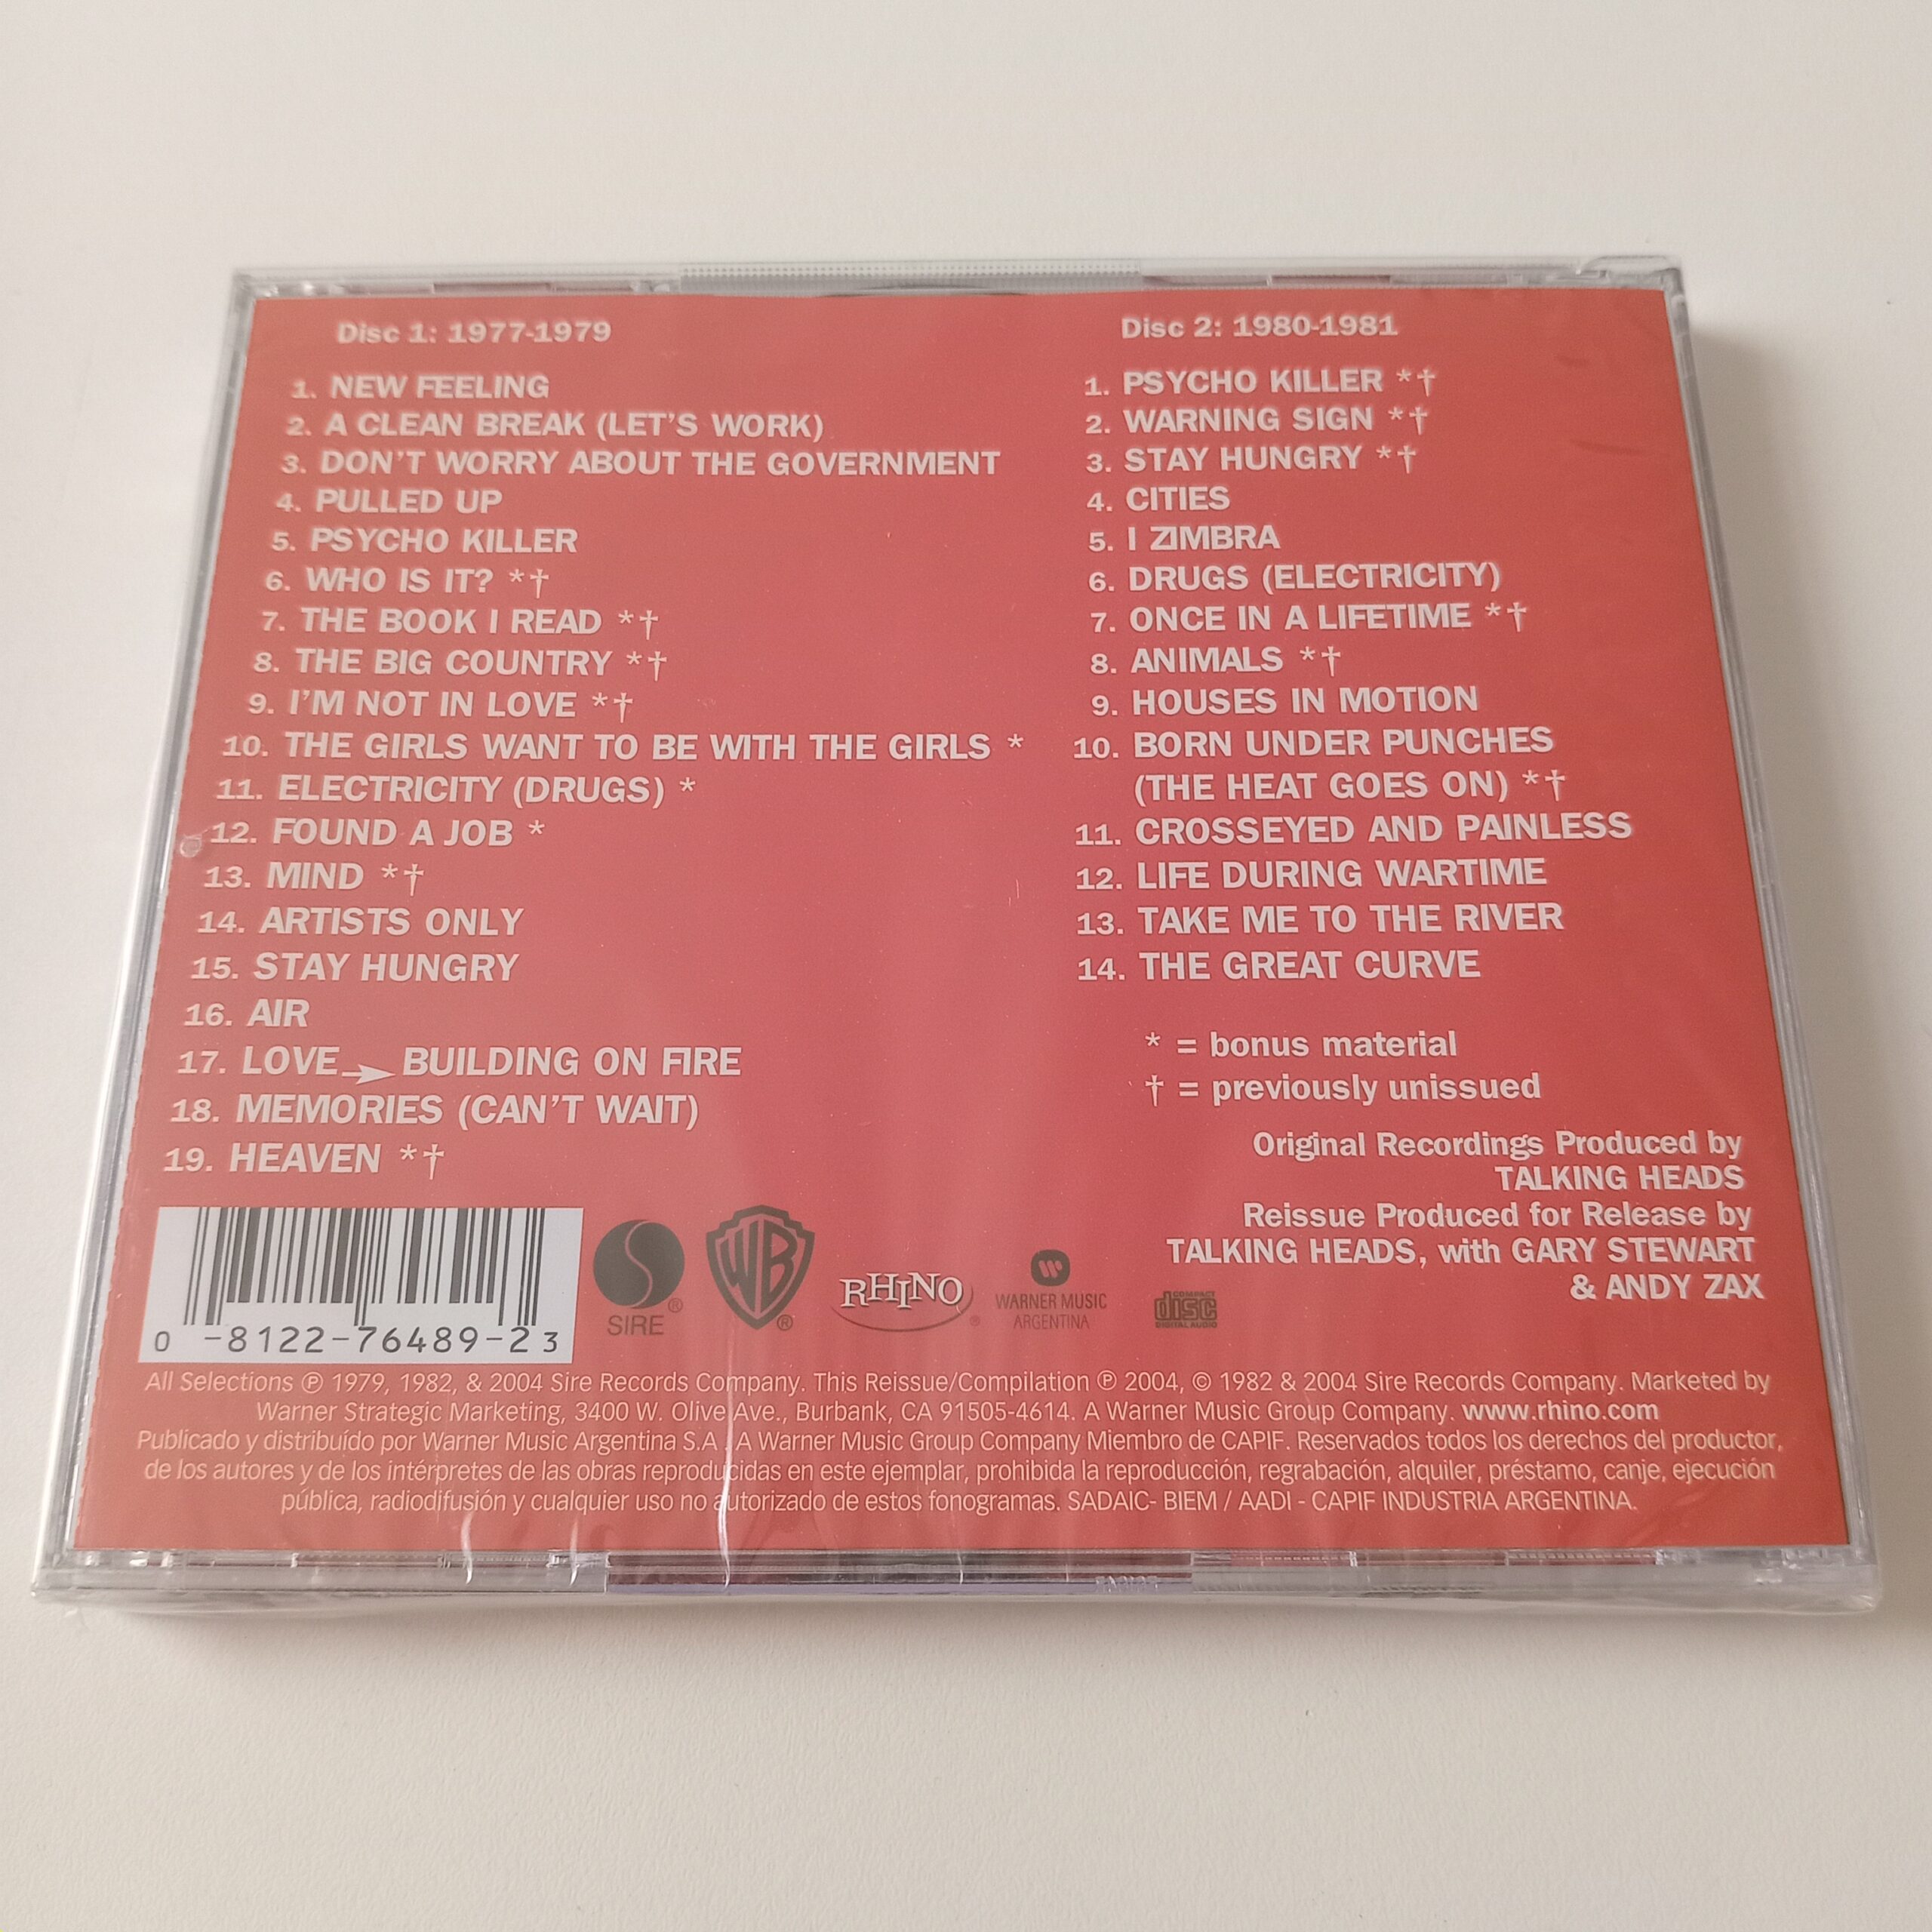 Disc 1: 1977-1979
1. NEW FEELING
2. A CLEAN BREAK (LET'S WORK)
3. DON'T WORRY ABOUT THE GOVERNMENT
4. PULLED UP
5. PSYCHO KILLER
6. WHO IS IT? *†
7. THE BOOK I READ *†
8. THE BIG COUNTRY *†
9. I'M NOT IN LOVE *†
10. THE GIRLS WANT TO BE WITH THE GIRLS *
11. ELECTRICITY (DRUGS) *
12. FOUND A JOB *
13. MIND *†
14. ARTISTS ONLY
15. STAY HUNGRY
16. AIR
17. LOVE → BUILDING ON FIRE
18. MEMORIES (CAN'T WAIT)
19. HEAVEN *†
Disc 2: 1980-1981
1. PSYCHO KILLER *†
2. WARNING SIGN *†
3. STAY HUNGRY *†
4. CITIES
5. I ZIMBRA
6. DRUGS (ELECTRICITY)
7. ONCE IN A LIFETIME *†
8. ANIMALS *†
9. HOUSES IN MOTION
10. BORN UNDER PUNCHES
(THE HEAT GOES ON) *†
11. CROSSEYED AND PAINLESS
12. LIFE DURING WARTIME
13. TAKE ME TO THE RIVER
14. THE GREAT CURVE
* = bonus material
† = previously unissued
Original Recordings Produced by
TALKING HEADS
Reissue Produced for Release by
TALKING HEADS, with GARY STEWART
& ANDY ZAX
0 -8122-76489-2 3
SIRE ®
WB ®
RHINO ®
WARNER MUSIC
ARGENTINA
COMPACT
disc
DIGITAL AUDIO
All Selections ℗ 1979, 1982, & 2004 Sire Records Company. This Reissue/Compilation ℗ 2004, © 1982 & 2004 Sire Records Company. Marketed by
Warner Strategic Marketing, 3400 W. Olive Ave., Burbank, CA 91505-4614. A Warner Music Group Company. www.rhino.com
Publicado y distribuído por Warner Music Argentina S.A . A Warner Music Group Company Miembro de CAPIF. Reservados todos los derechos del productor,
de los autores y de los intérpretes de las obras reproducidas en este ejemplar, prohibida la reproducción, regrabación, alquiler, préstamo, canje, ejecución
pública, radiodifusión y cualquier uso no autorizado de estos fonogramas. SADAIC- BIEM / AADI - CAPIF INDUSTRIA ARGENTINA.